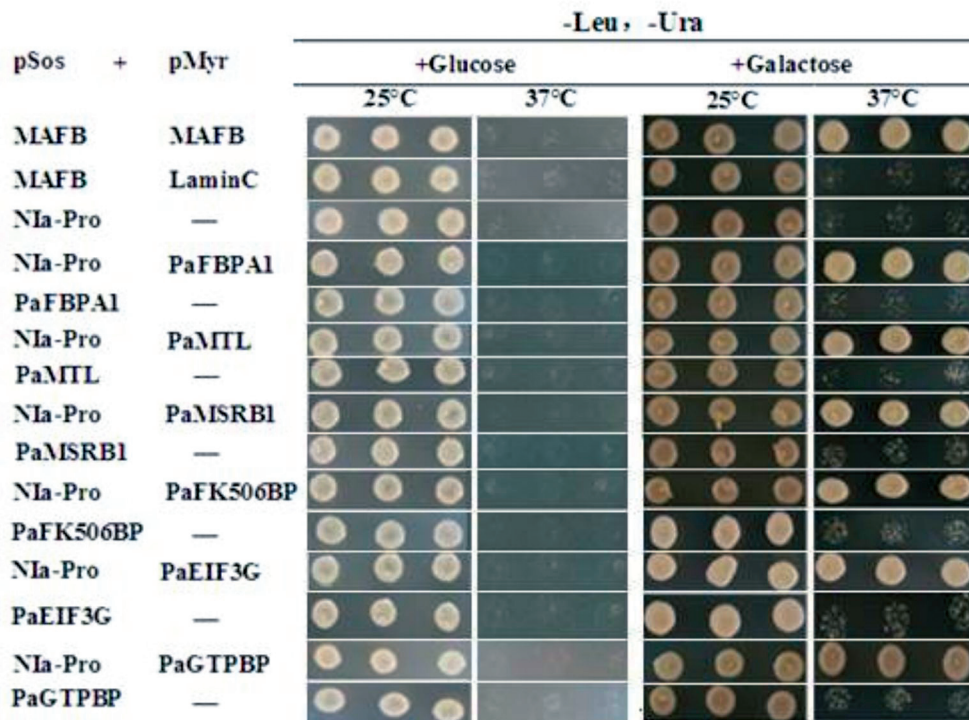 -Leu, -Ura
pSos + pMyr +Glucose +Galactose
25°C 37°C 25°C 37°C
MAFB MAFB
MAFB LaminC
NIa-Pro —
NIa-Pro PaFBPA1
PaFBPA1 —
NIa-Pro PaMTL
PaMTL —
NIa-Pro PaMSRB1
PaMSRB1 —
NIa-Pro PaFK506BP
PaFK506BP —
NIa-Pro PaEIF3G
PaEIF3G —
NIa-Pro PaGTPBP
PaGTPBP —